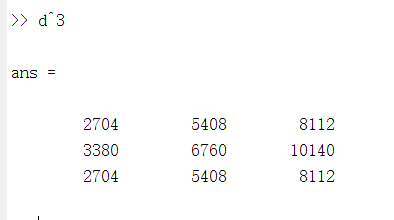 >> d^3
ans =
2704 5408 8112
3380 6760 10140
2704 5408 8112